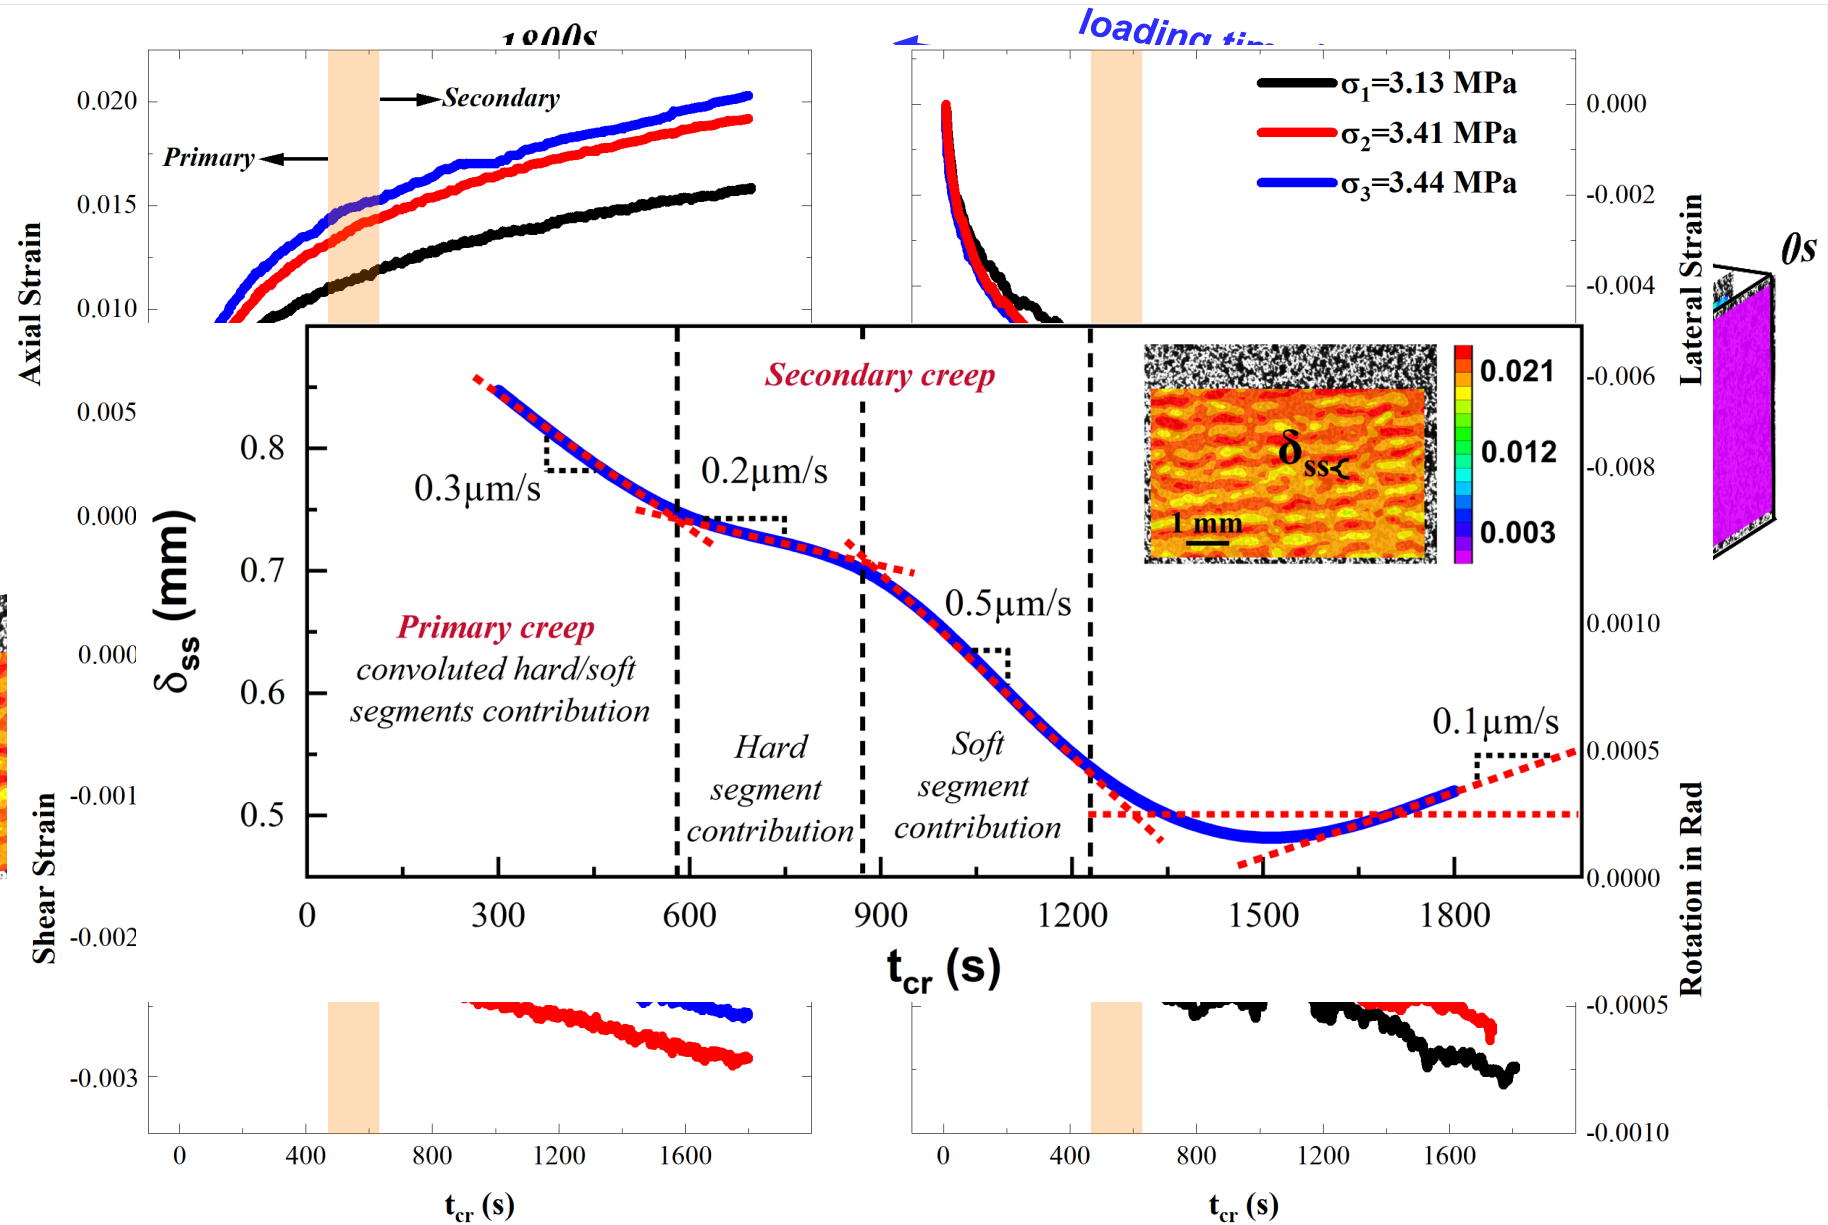 1800s
loading time
0.020
0.015
0.010
0.005
0.000
Axial Strain
Primary
Secondary
σ1=3.13 MPa
σ2=3.41 MPa
σ3=3.44 MPa
0.000
-0.002
-0.004
-0.006
-0.008
Lateral Strain
0s
δss (mm)
0.8
0.7
0.6
0.5
Secondary creep
0.3µm/s
0.2µm/s
0.5µm/s
0.1µm/s
Primary creep
convoluted hard/soft
segments contribution
Hard
segment
contribution
Soft
segment
contribution
δss
1 mm
0.021
0.012
0.003
0 300 600 900 1200 1500 1800
tcr (s)
0.000
-0.001
-0.002
-0.003
Shear Strain
0.0010
0.0005
0.0000
-0.0005
-0.0010
Rotation in Rad
0 400 800 1200 1600
tcr (s)
0 400 800 1200 1600
tcr (s)